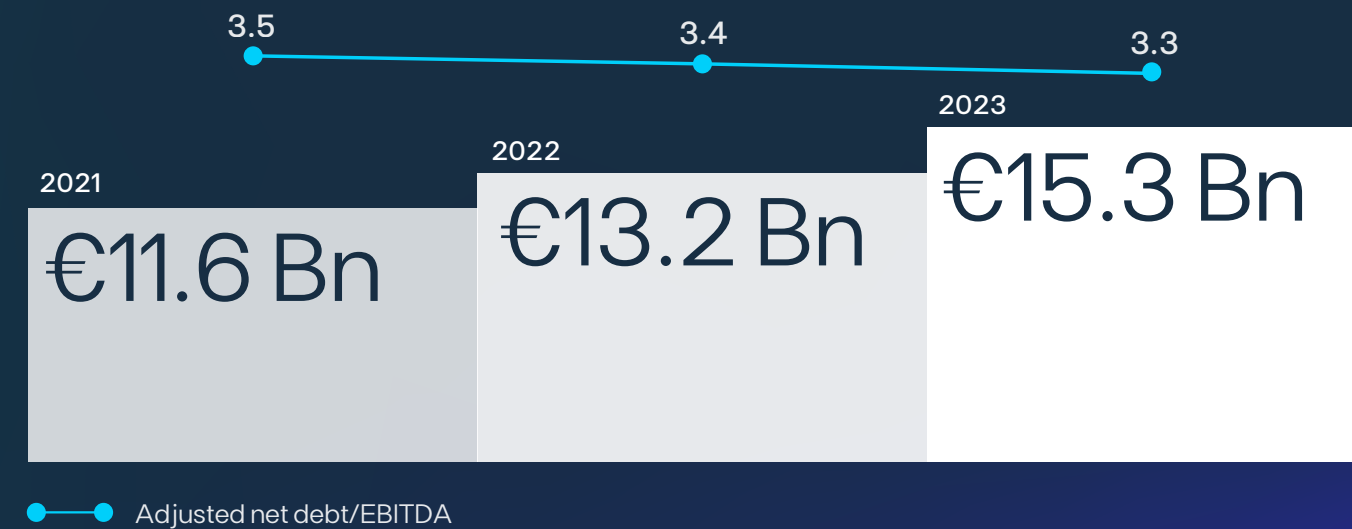 3.5
3.4
3.3
2021
€11.6 Bn
2022
€13.2 Bn
2023
€15.3 Bn
Adjusted net debt/EBITDA